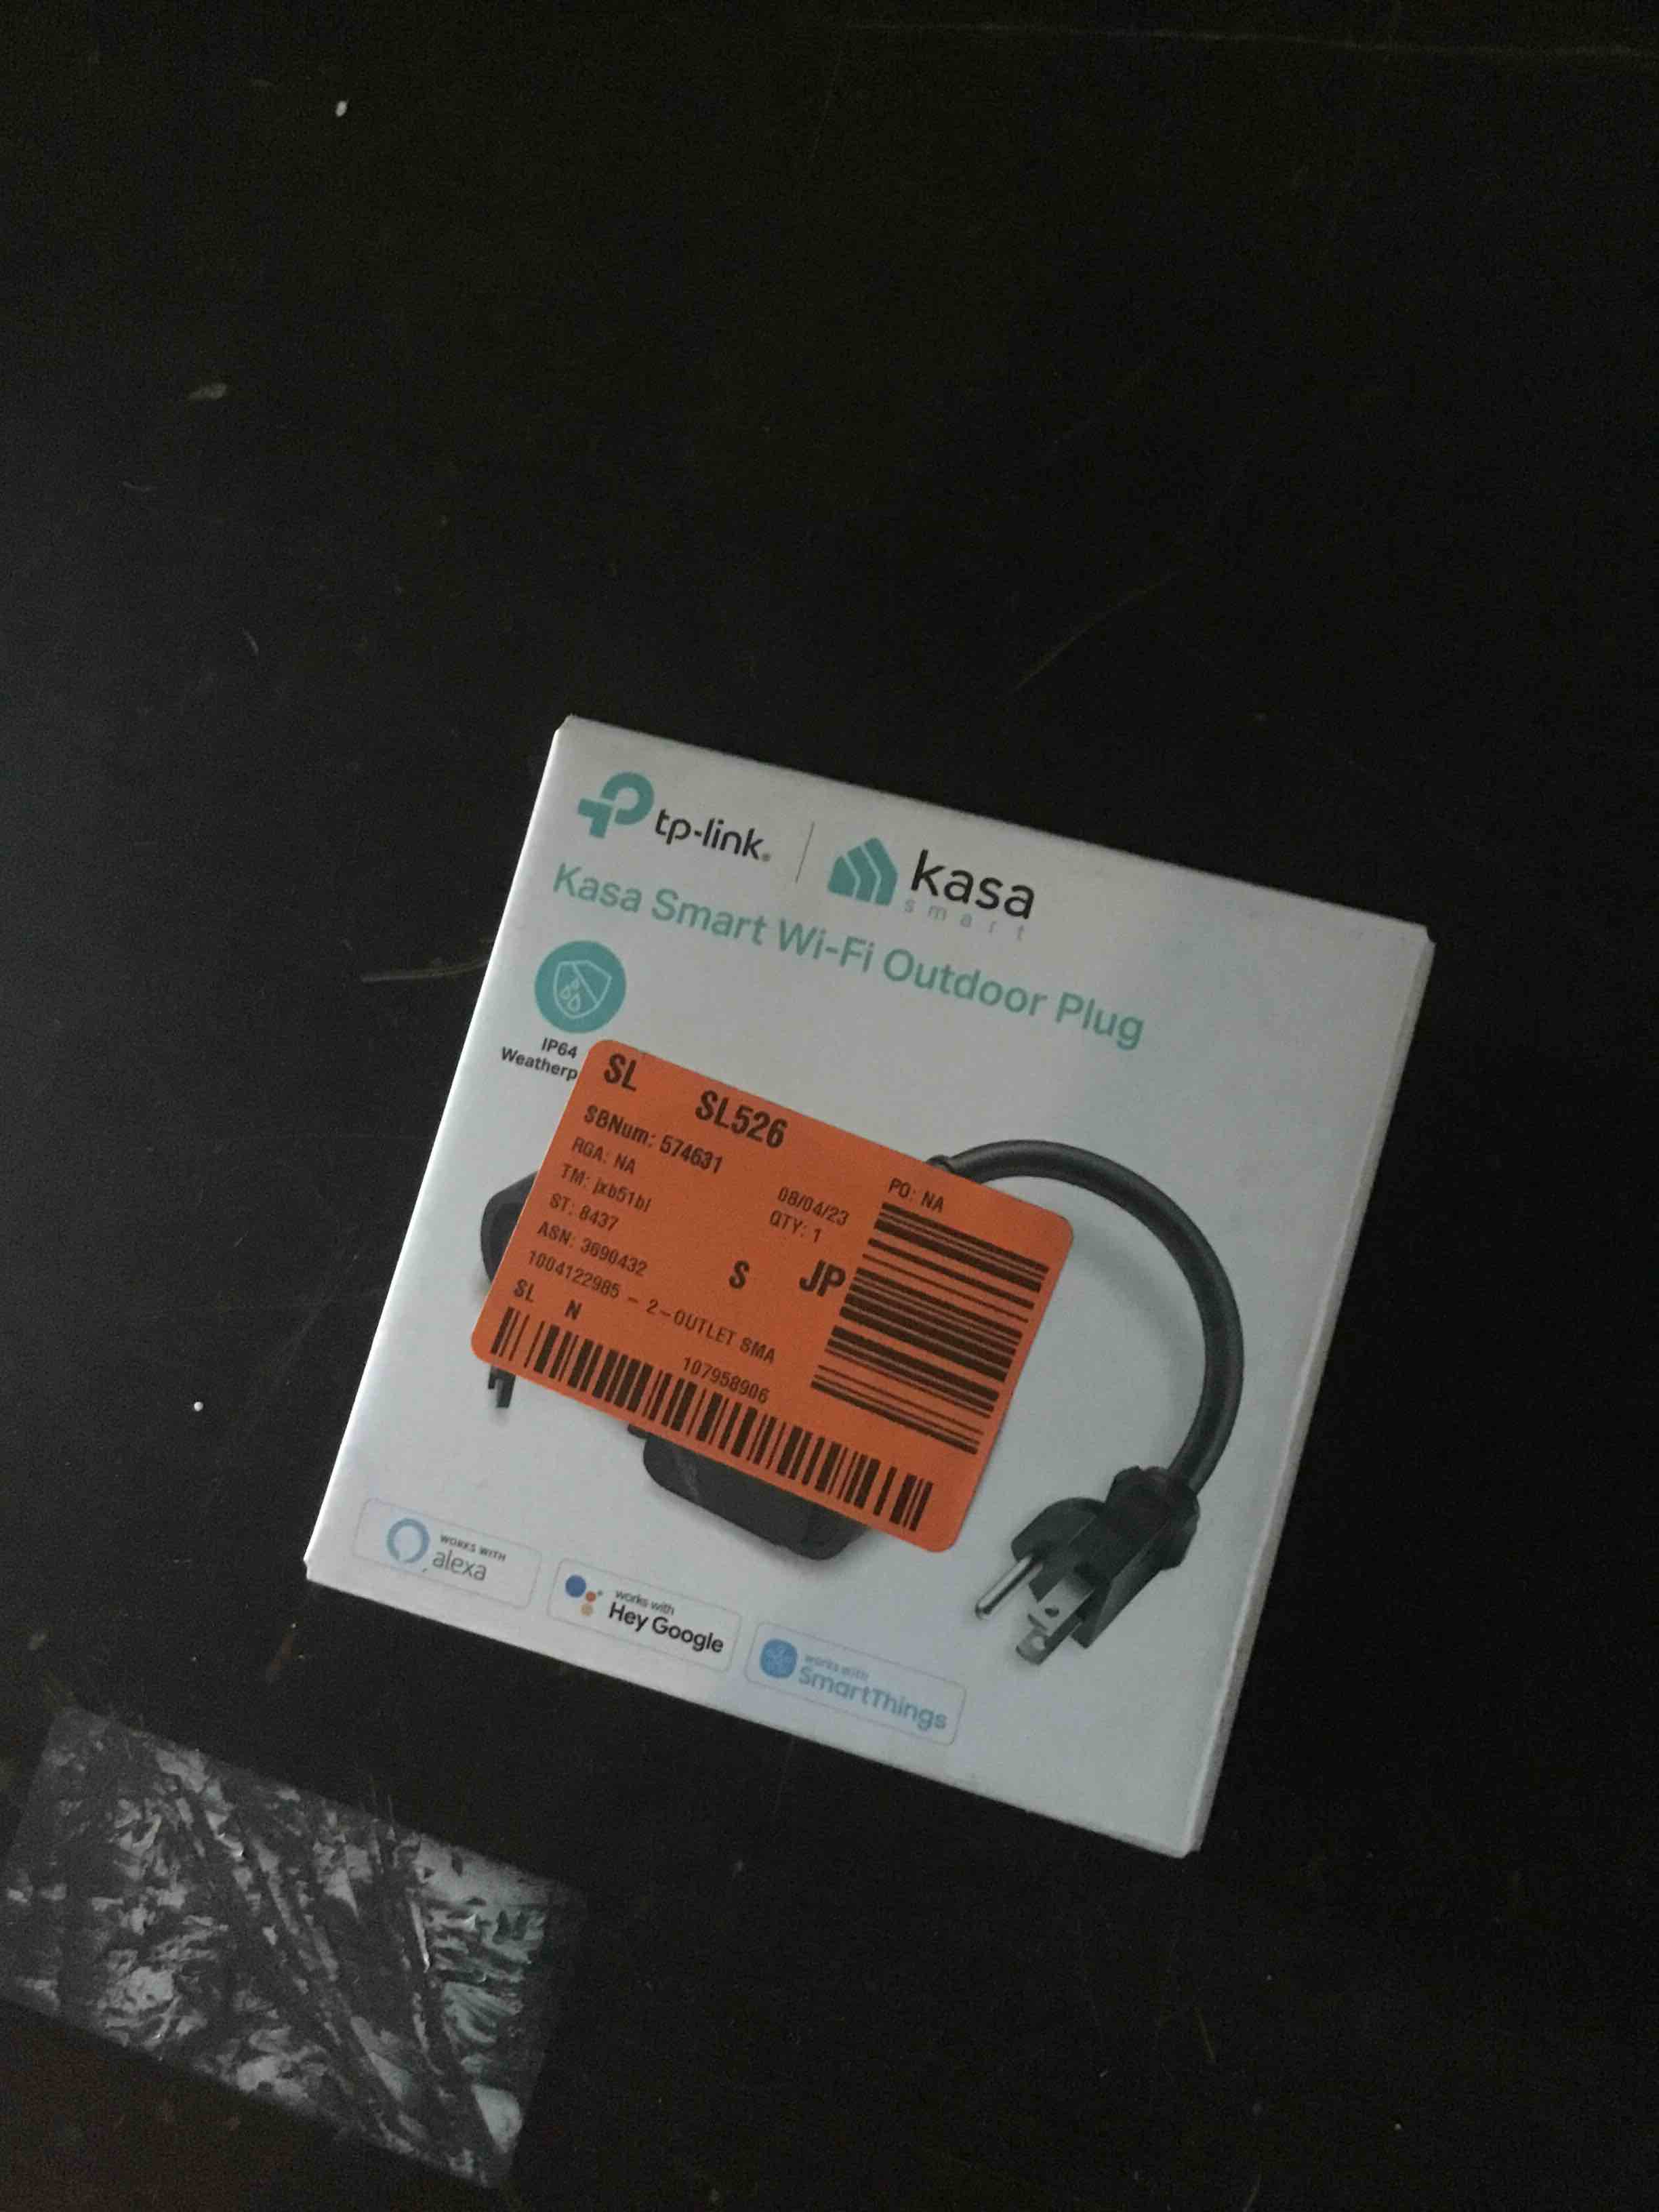 tp-link
kasa
smart
Kasa Smart Wi-Fi Outdoor Plug
IP64
Weatherp
SL SL526
SBNum: 574631
RGA: NA
TM: jxb51bl
ST: 8437
ASN: 3690432
08/04/23
QTY: 1
PO: NA
S JP
1004122985 - 2-OUTLET SMA
SL N
107958906
WORKS WITH
alexa
works with
Hey Google
works with
SmartThings